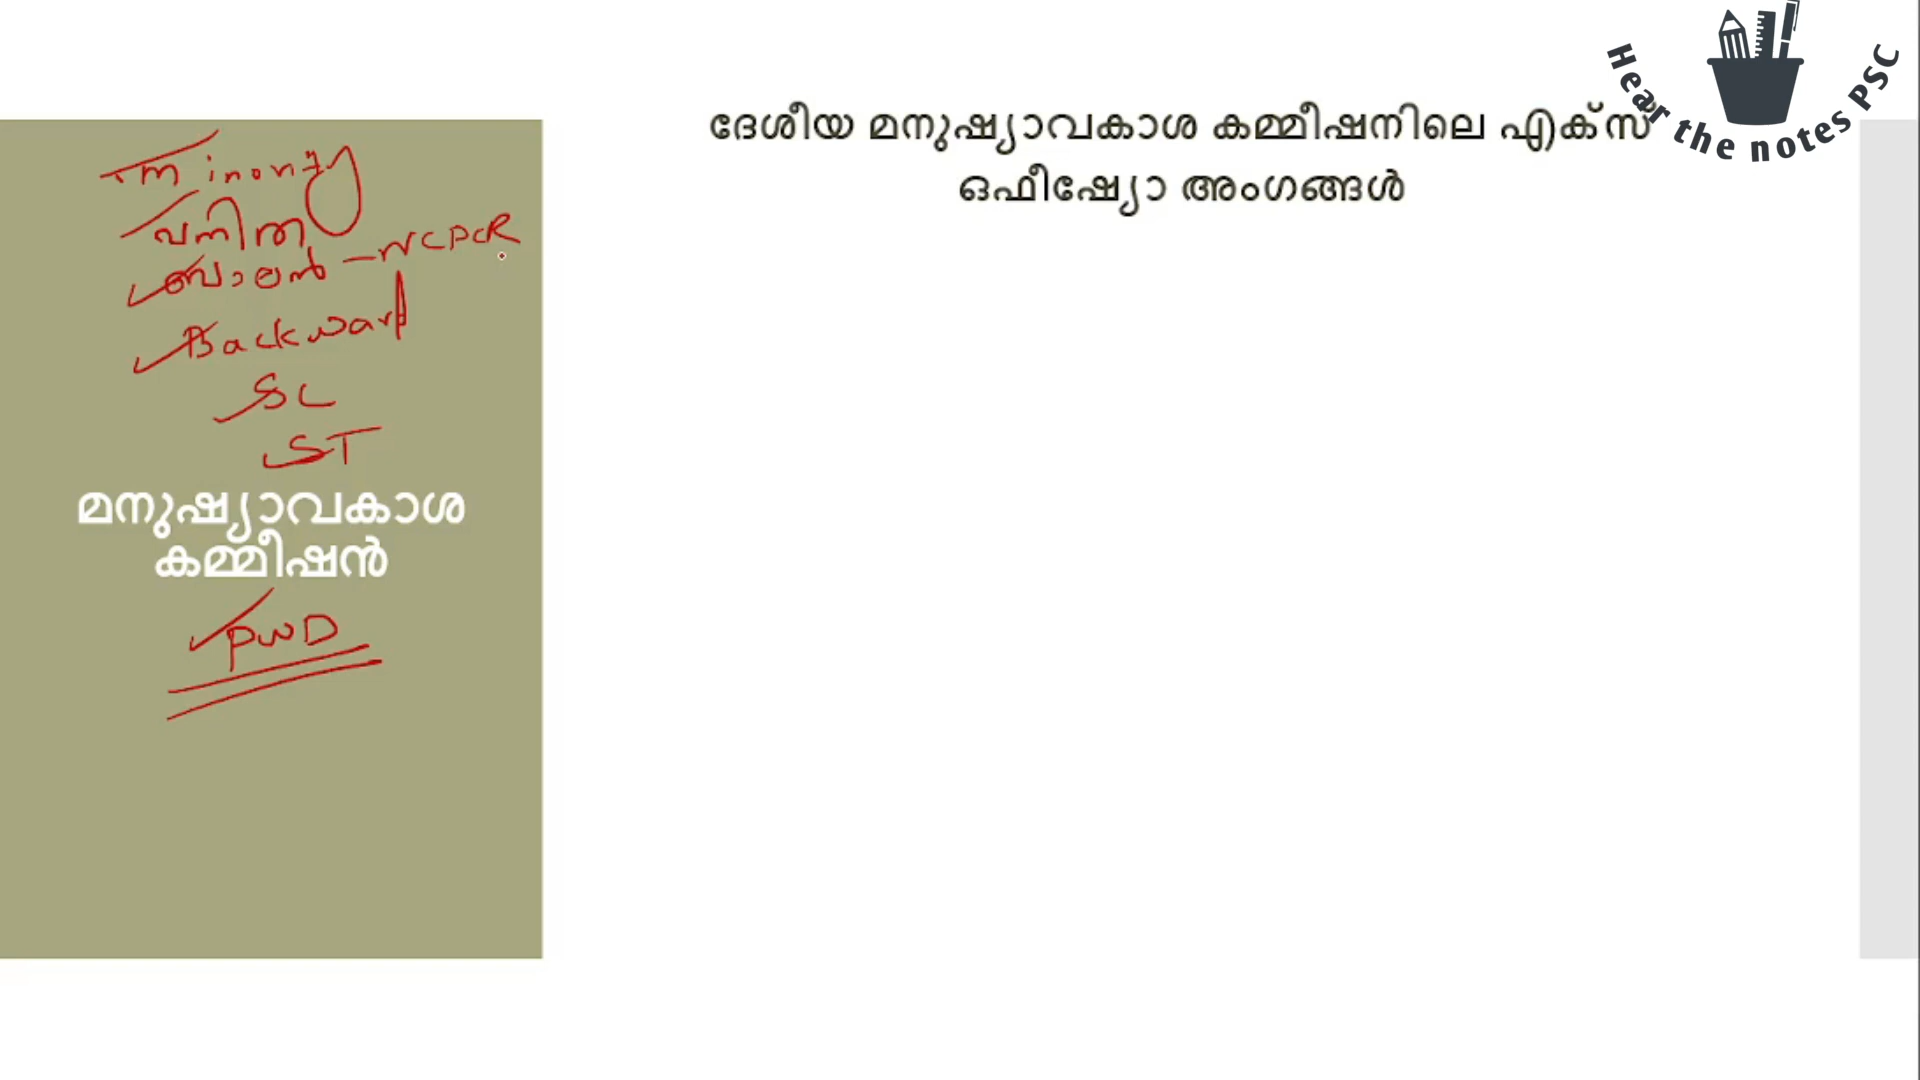 Hear the notes PSC
ദേശീയ മനുഷ്യാവകാശ കമ്മീഷനിലെ എക്സ്
ഒഫീഷ്യോ അംഗങ്ങൾ
Minority
വനിത
ബാലൻ - NCPCR
Backward
SC
ST
മനുഷ്യാവകാശ
കമ്മീഷൻ
PWD